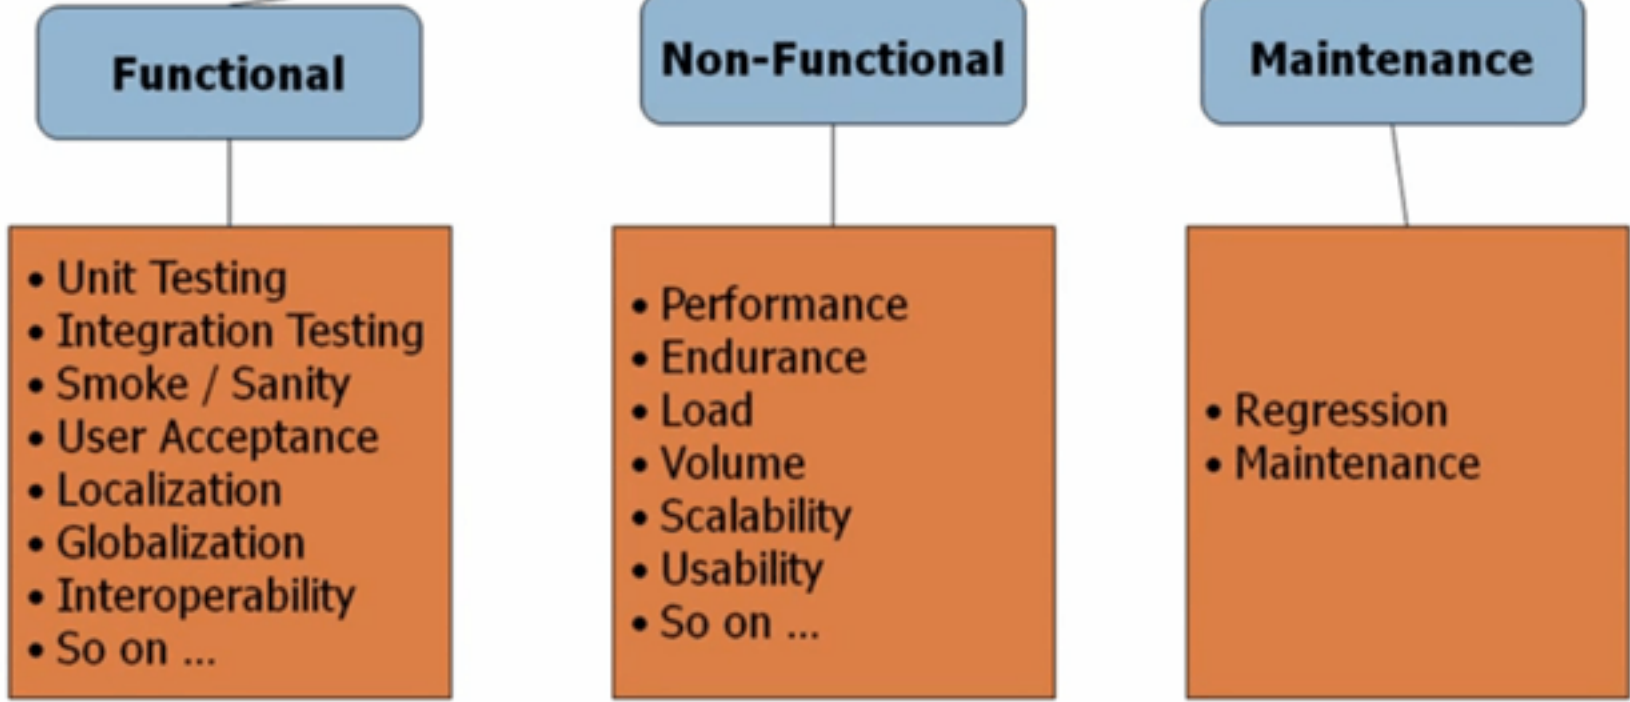 Functional
• Unit Testing
• Integration Testing
• Smoke / Sanity
• User Acceptance
• Localization
• Globalization
• Interoperability
• So on ...
Non-Functional
• Performance
• Endurance
• Load
• Volume
• Scalability
• Usability
• So on ...
Maintenance
• Regression
• Maintenance